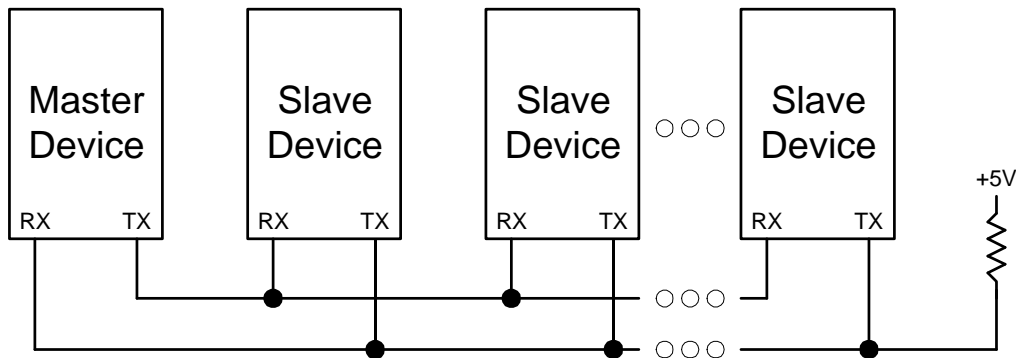 Master
Device
Slave
Device
Slave
Device
Slave
Device
+5V
RX TX
RX TX
RX TX
RX TX